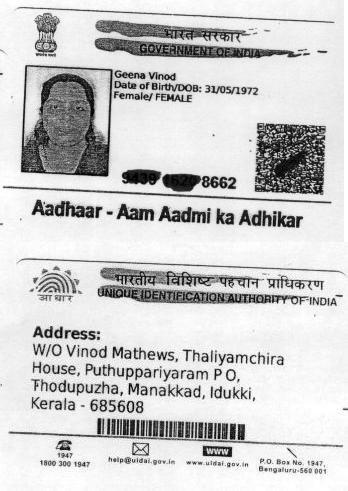 भारत सरकार
GOVERNMENT OF INDIA
Geena Vinod
Date of Birth/DOB: 31/05/1972
Female/ FEMALE
8662
Aadhaar - Aam Aadmi ka Adhikar
भारतीय विशिष्ट पहचान प्राधिकरण
UNIQUE IDENTIFICATION AUTHORITY OF INDIA
आधार
Address:
W/O Vinod Mathews, Thaliyamchira
House, Puthuppariyaram P O,
Thodupuzha, Manakkad, Idukki,
Kerala - 685608
1947
1800 300 1947
help@uidai.gov.in
www
www.uidai.gov.in
P.O. Box No. 1947,
Bengaluru-560 001